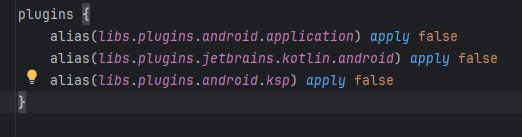 plugins {
    alias(libs.plugins.android.application) apply false
    alias(libs.plugins.jetbrains.kotlin.android) apply false
    alias(libs.plugins.android.ksp) apply false
}